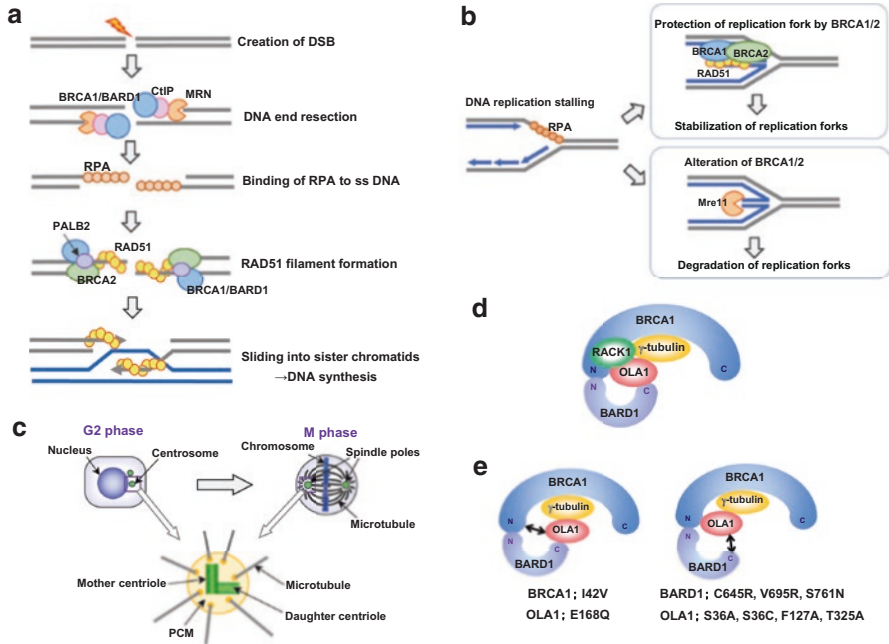 a
Creation of DSB
BRCA1/BARD1
CtIP
MRN
DNA end resection
RPA
Binding of RPA to ss DNA
PALB2
RAD51
BRCA2
BRCA1/BARD1
RAD51 filament formation
Sliding into sister chromatids
→DNA synthesis
b
Protection of replication fork by BRCA1/2
BRCA1
BRCA2
RAD51
Stabilization of replication forks
DNA replication stalling
RPA
Alteration of BRCA1/2
Mre11
Degradation of replication forks
c
G2 phase
M phase
Nucleus
Centrosome
Chromosome
Spindle poles
Microtubule
Mother centriole
Microtubule
Daughter centriole
PCM
d
BRCA1
RACK1
γ-tubulin
OLA1
N
C
N
C
BARD1
e
BRCA1
γ-tubulin
OLA1
N
C
N
C
BARD1
BRCA1; I42V
OLA1; E168Q
BRCA1
γ-tubulin
OLA1
N
C
N
C
BARD1
BARD1; C645R, V695R, S761N
OLA1; S36A, S36C, F127A, T325A